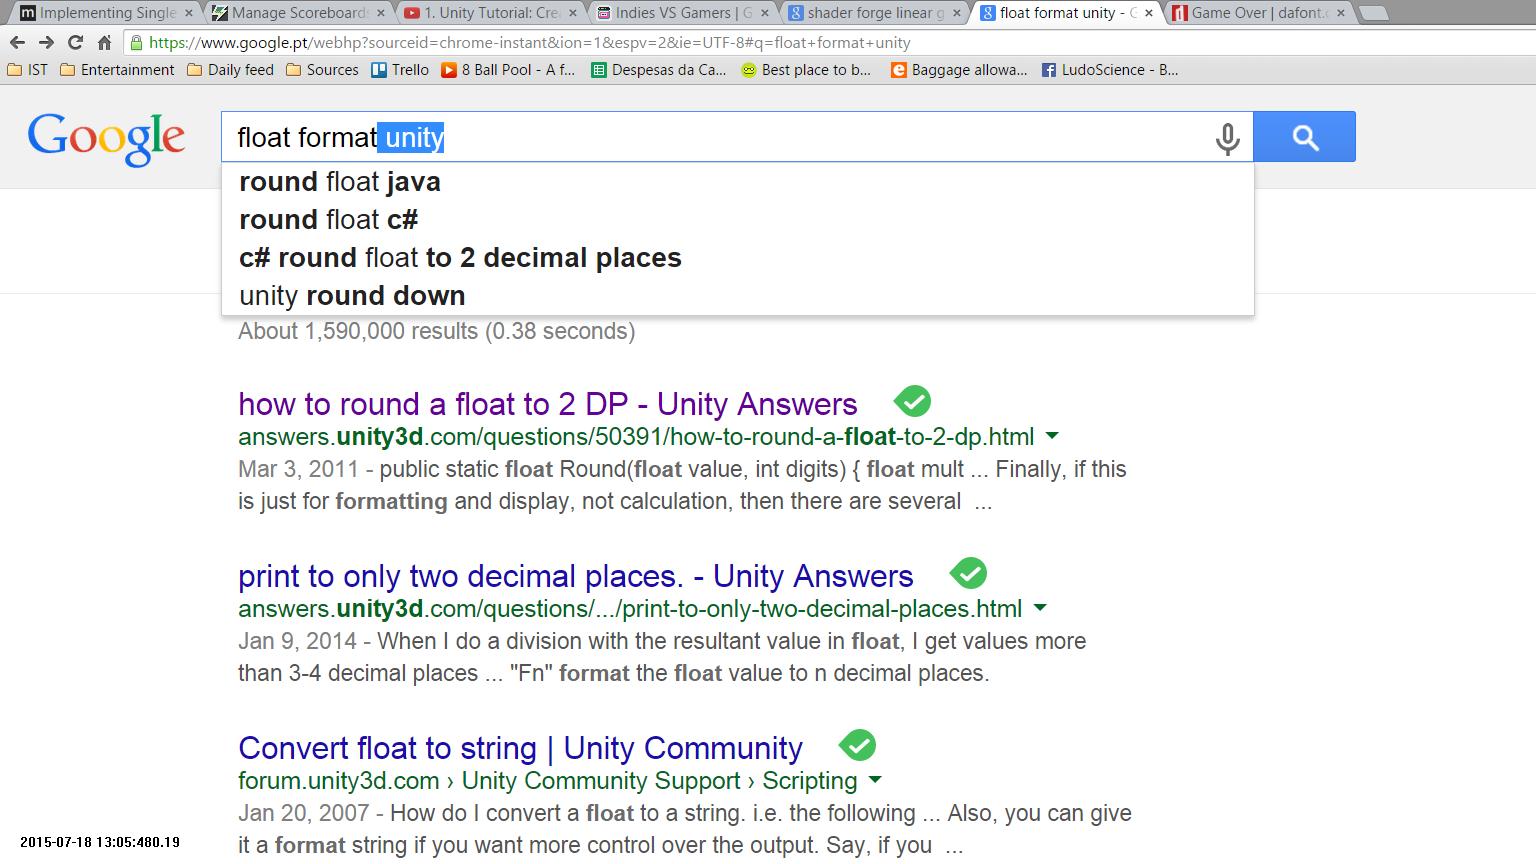 Implementing Single
Manage Scoreboards
1. Unity Tutorial: Cre
Indies VS Gamers | G
shader forge linear g
float format unity - G
Game Over | dafont.c
https://www.google.pt/webhp?sourceid=chrome-instant&ion=1&espv=2&ie=UTF-8#q=float+format+unity
IST Entertainment Daily feed Sources Trello 8 Ball Pool - A f... Despesas da Ca... Best place to b... Baggage allowa... LudoScience - B...
Google
float format unity
round float java
round float c#
c# round float to 2 decimal places
unity round down
About 1,590,000 results (0.38 seconds)
how to round a float to 2 DP - Unity Answers
answers.unity3d.com/questions/50391/how-to-round-a-float-to-2-dp.html
Mar 3, 2011 - public static float Round(float value, int digits) { float mult ... Finally, if this
is just for formatting and display, not calculation, then there are several ...
print to only two decimal places. - Unity Answers
answers.unity3d.com/questions/.../print-to-only-two-decimal-places.html
Jan 9, 2014 - When I do a division with the resultant value in float, I get values more
than 3-4 decimal places ... "Fn" format the float value to n decimal places.
Convert float to string | Unity Community
forum.unity3d.com › Unity Community Support › Scripting
Jan 20, 2007 - How do I convert a float to a string. i.e. the following ... Also, you can give
it a format string if you want more control over the output. Say, if you ...
2015-07-18 13:05:480.19